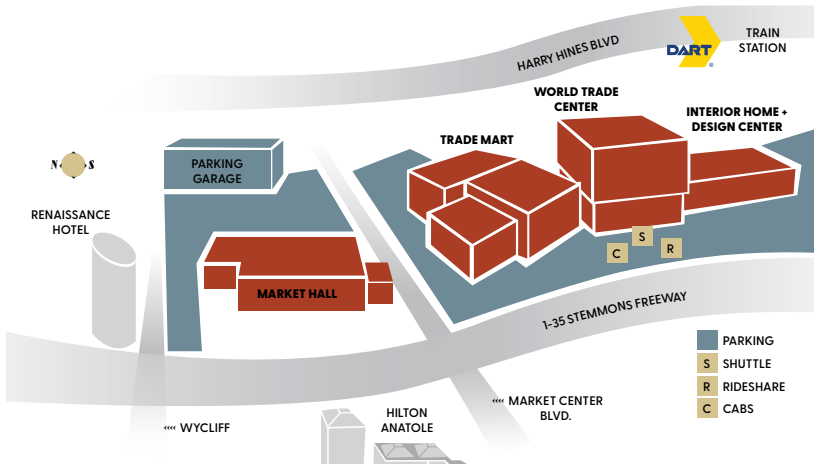 HARRY HINES BLVD
DART
TRAIN
STATION
WORLD TRADE
CENTER
INTERIOR HOME +
DESIGN CENTER
TRADE MART
PARKING
GARAGE
N S
RENAISSANCE
HOTEL
S
C
R
MARKET HALL
1-35 STEMMONS FREEWAY
PARKING
S SHUTTLE
R RIDESHARE
C CABS
‹‹‹‹ MARKET CENTER
BLVD.
‹‹‹‹ WYCLIFF
HILTON
ANATOLE